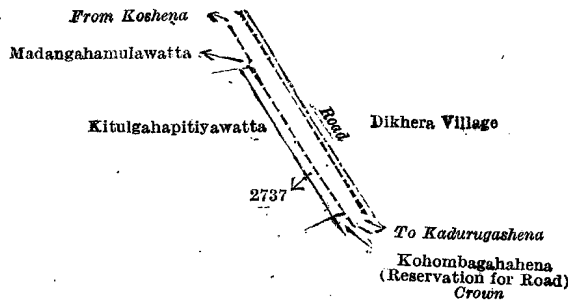 From Koshena
Madangahamulawatta
Road
Kitulgahapitiyawatta
Dikhera Village
2737
To Kadurugashena
Kohombagahahena
(Reservation for Road)
Crown